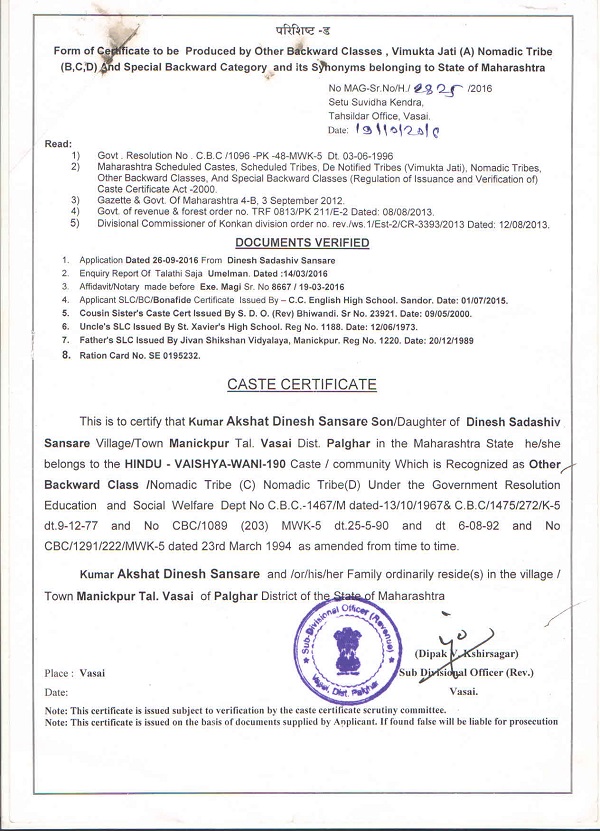 परिशिष्ट -ड
Form of Certificate to be Produced by Other Backward Classes , Vimukta Jati (A) Nomadic Tribe
(B,C,D) And Special Backward Category and its Synonyms belonging to State of Maharashtra
No MAG-Sr.No/H./ 2825 /2016
Setu Suvidha Kendra,
Tahsildar Office, Vasai.
Date: 19/10/2016
Read:
1) Govt . Resolution No . C.B.C /1096 -PK -48-MWK-5 Dt. 03-06-1996
2) Maharashtra Scheduled Castes, Scheduled Tribes, De Notified Tribes (Vimukta Jati), Nomadic Tribes,
Other Backward Classes, And Special Backward Classes (Regulation of Issuance and Verification of)
Caste Certificate Act -2000.
3) Gazette & Govt. Of Maharashtra 4-B, 3 September 2012.
4) Govt. of revenue & forest order no. TRF 0813/PK 211/E-2 Dated: 08/08/2013.
5) Divisional Commissioner of Konkan division order no. rev./ws.1/Est-2/CR-3393/2013 Dated: 12/08/2013.
DOCUMENTS VERIFIED
1. Application Dated 26-09-2016 From Dinesh Sadashiv Sansare
2. Enquiry Report Of Talathi Saja Umelman. Dated :14/03/2016
3. Affidavit/Notary made before Exe. Magi Sr. No 8667 / 19-03-2016
4. Applicant SLC/BC/Bonafide Certificate Issued By – C.C. English High School. Sandor. Date: 01/07/2015.
5. Cousin Sister's Caste Cert Issued By S. D. O. (Rev) Bhiwandi. Sr No. 23921. Date: 09/05/2000.
6. Uncle's SLC Issued By St. Xavier's High School. Reg No. 1188. Date: 12/06/1973.
7. Father's SLC Issued By Jivan Shikshan Vidyalaya, Manickpur. Reg No. 1220. Date: 20/12/1989
8. Ration Card No. SE 0195232.
CASTE CERTIFICATE
This is to certify that Kumar Akshat Dinesh Sansare Son/Daughter of Dinesh Sadashiv
Sansare Village/Town Manickpur Tal. Vasai Dist. Palghar in the Maharashtra State he/she
belongs to the HINDU - VAISHYA-WANI-190 Caste / community Which is Recognized as Other
Backward Class /Nomadic Tribe (C) Nomadic Tribe(D) Under the Government Resolution
Education and Social Welfare Dept No C.B.C.-1467/M dated-13/10/1967& C.B.C/1475/272/K-5
dt.9-12-77 and No CBC/1089 (203) MWK-5 dt.25-5-90 and dt 6-08-92 and No
CBC/1291/222/MWK-5 dated 23rd March 1994 as amended from time to time.
Kumar Akshat Dinesh Sansare and /or/his/her Family ordinarily reside(s) in the village /
Town Manickpur Tal. Vasai of Palghar District of the State of Maharashtra
Sub-Divisional Officer (Revenue)
Vasai, Dist. Palghar
(Dipak V. Kshirsagar)
Place : Vasai
Sub Divisional Officer (Rev.)
Date:
Vasai.
Note: This certificate is issued subject to verification by the caste certificate scrutiny committee.
Note: This certificate is issued on the basis of documents supplied by Applicant. If found false will be liable for prosecution